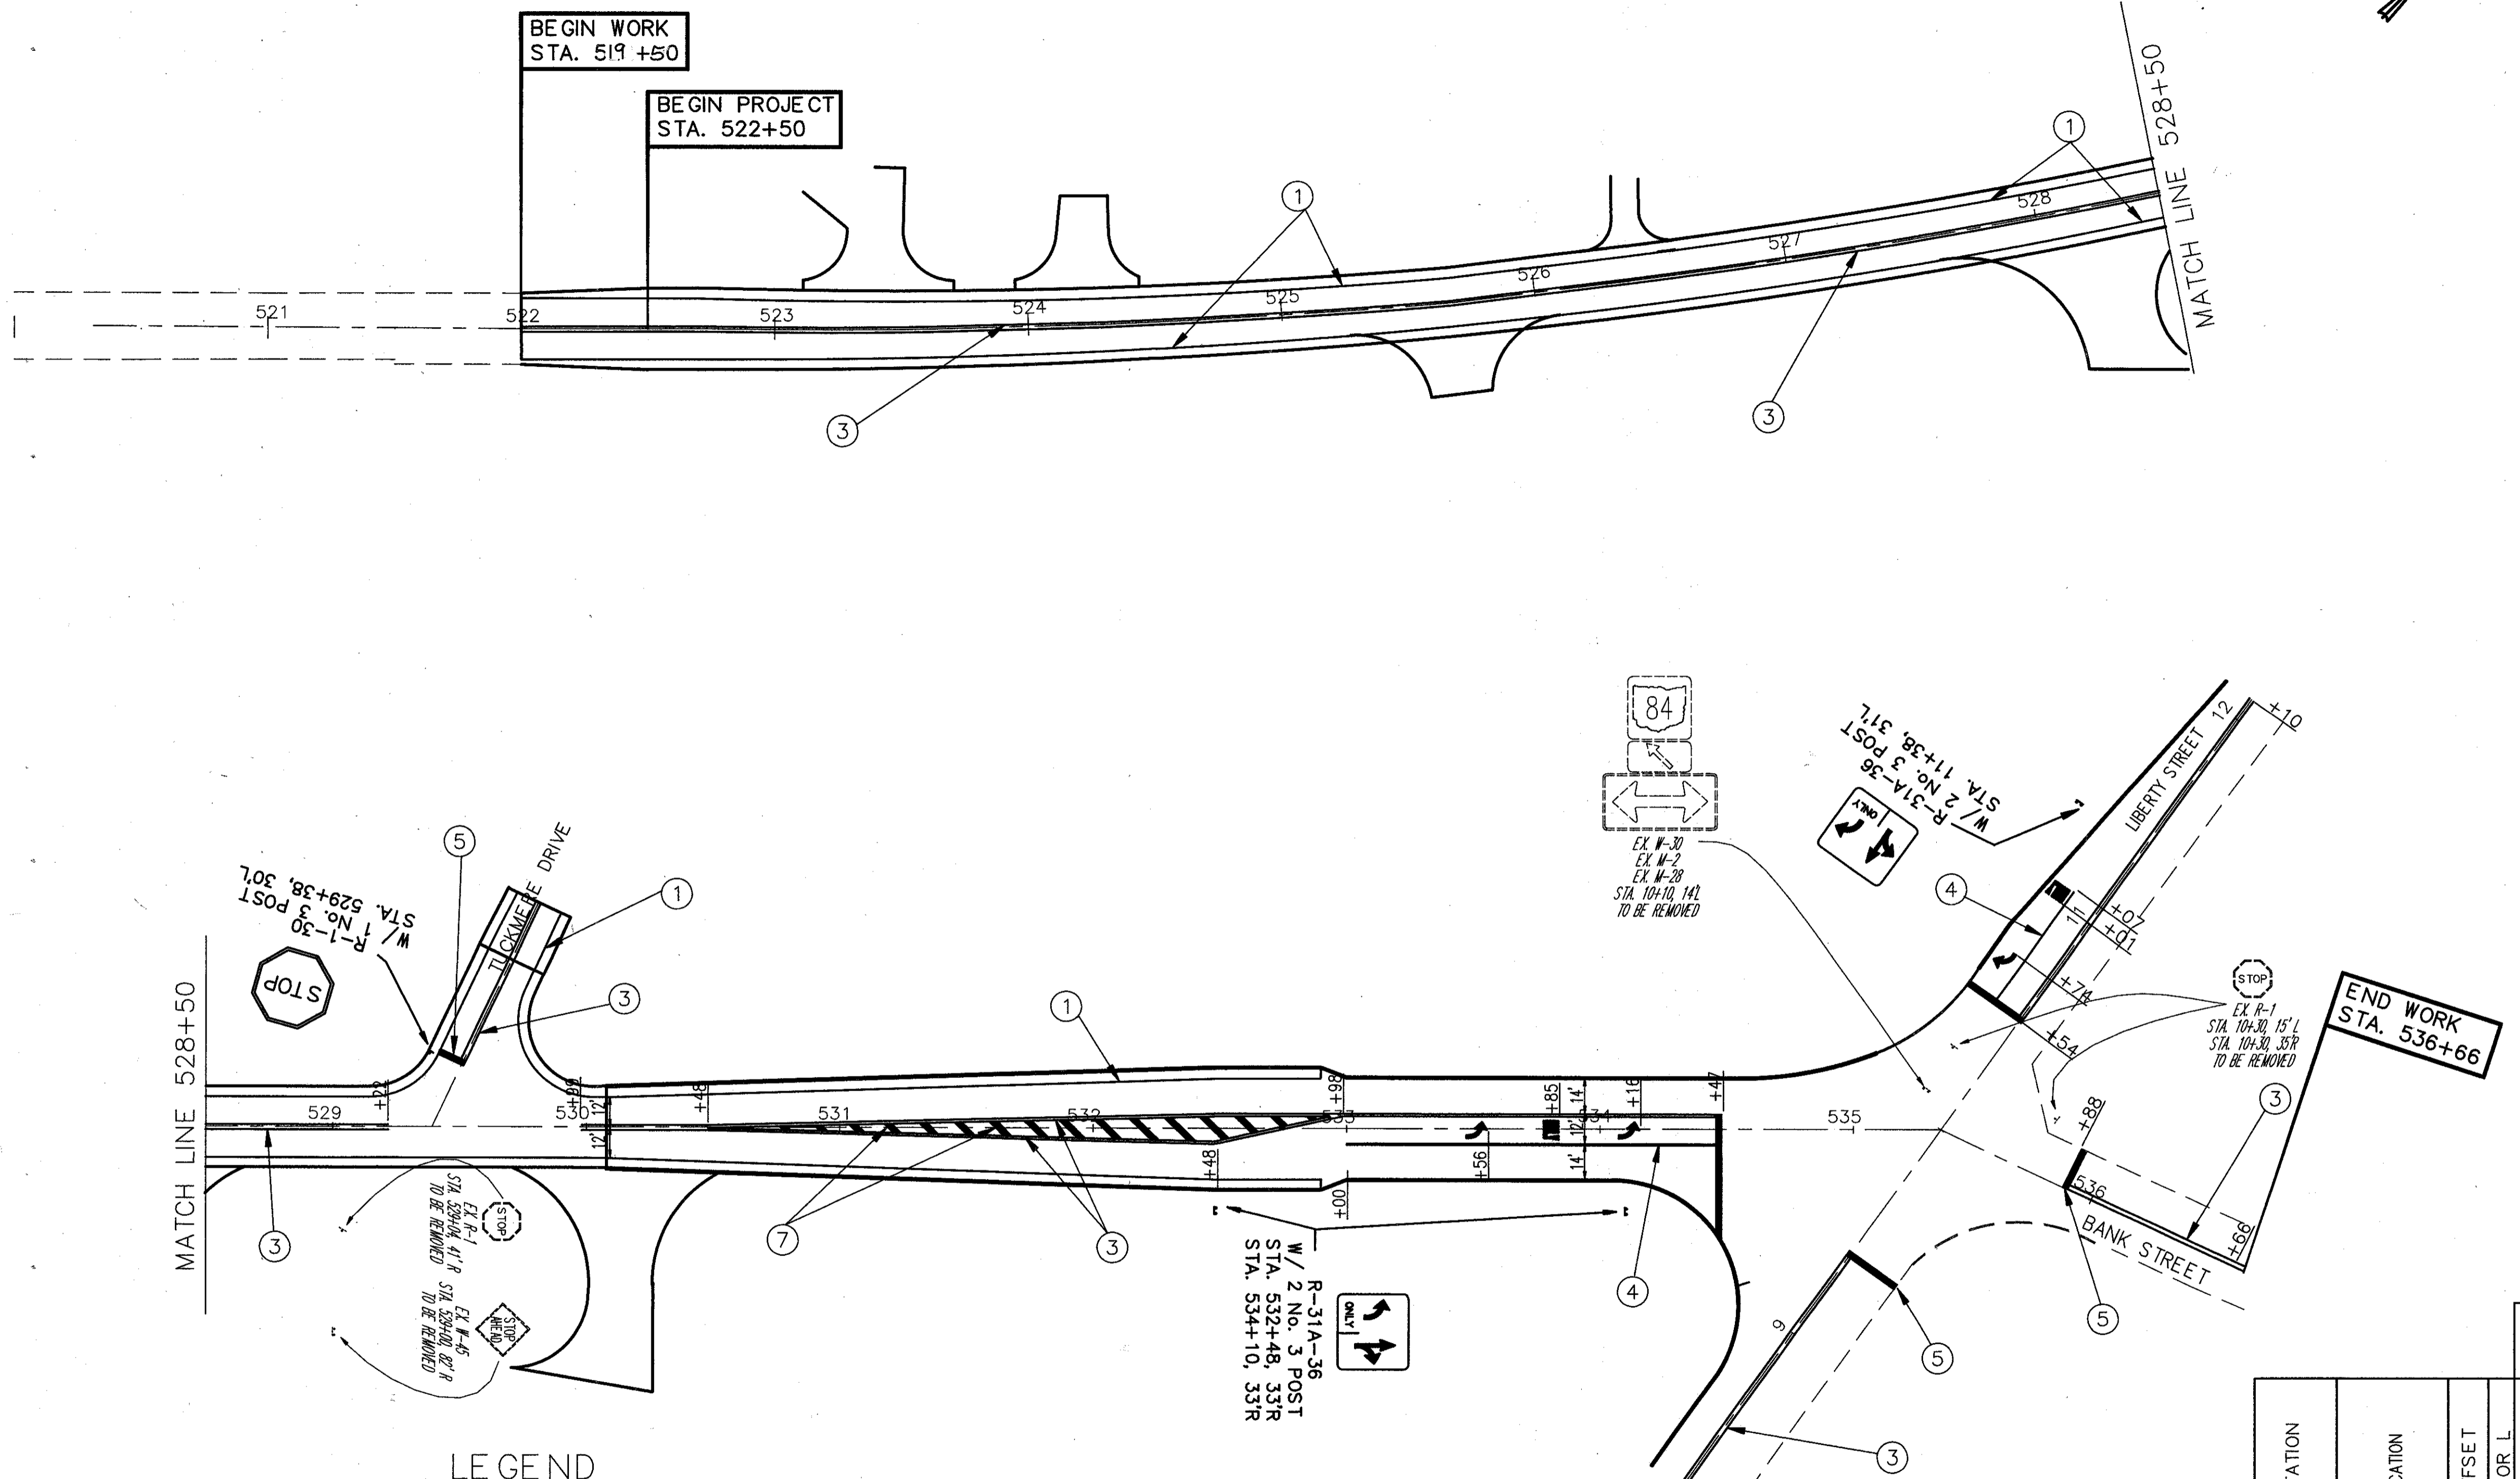 BEGIN WORK
STA. 519 +50
BEGIN PROJECT
STA. 522+50
MATCH LINE 528+50
1
1
3
3
521
522
523
524
525
526
527
528
84
EX. W-30
EX. M-2
EX. M-28
STA. 10+10, 14'L
TO BE REMOVED
R-31A-36
W/ 2 No. 3 POST
STA. 11+38, 31'L
ONLY
LIBERTY STREET
12
+10
11
+07
+01
+74
+54
4
STOP
EX. R-1
STA. 10+30, 15' L
STA. 10+30, 35'R
TO BE REMOVED
END WORK
STA. 536+66
3
+88
536
+66
BANK STREET
5
5
9
3
R-1-30
W/ 1 No. 3 POST
STA. 529+38, 30'L
STOP
5
1
3
TUCKMERE DRIVE
MATCH LINE 528+50
529
+22
530
+99
12'
12'
+48
531
532
1
+98
533
+85
14'
12'
14'
534
+16
+47
535
+48
+00
+56
3
7
3
4
STOP
EX. R-1
STA. 529+04, 41' R
TO BE REMOVED
STOP
AHEAD
EX. W-45
STA. 529+00, 82' R
TO BE REMOVED
R-31A-36
W/ 2 No. 3 POST
STA. 532+48, 33'R
STA. 534+10, 33'R
ONLY
LEGEND